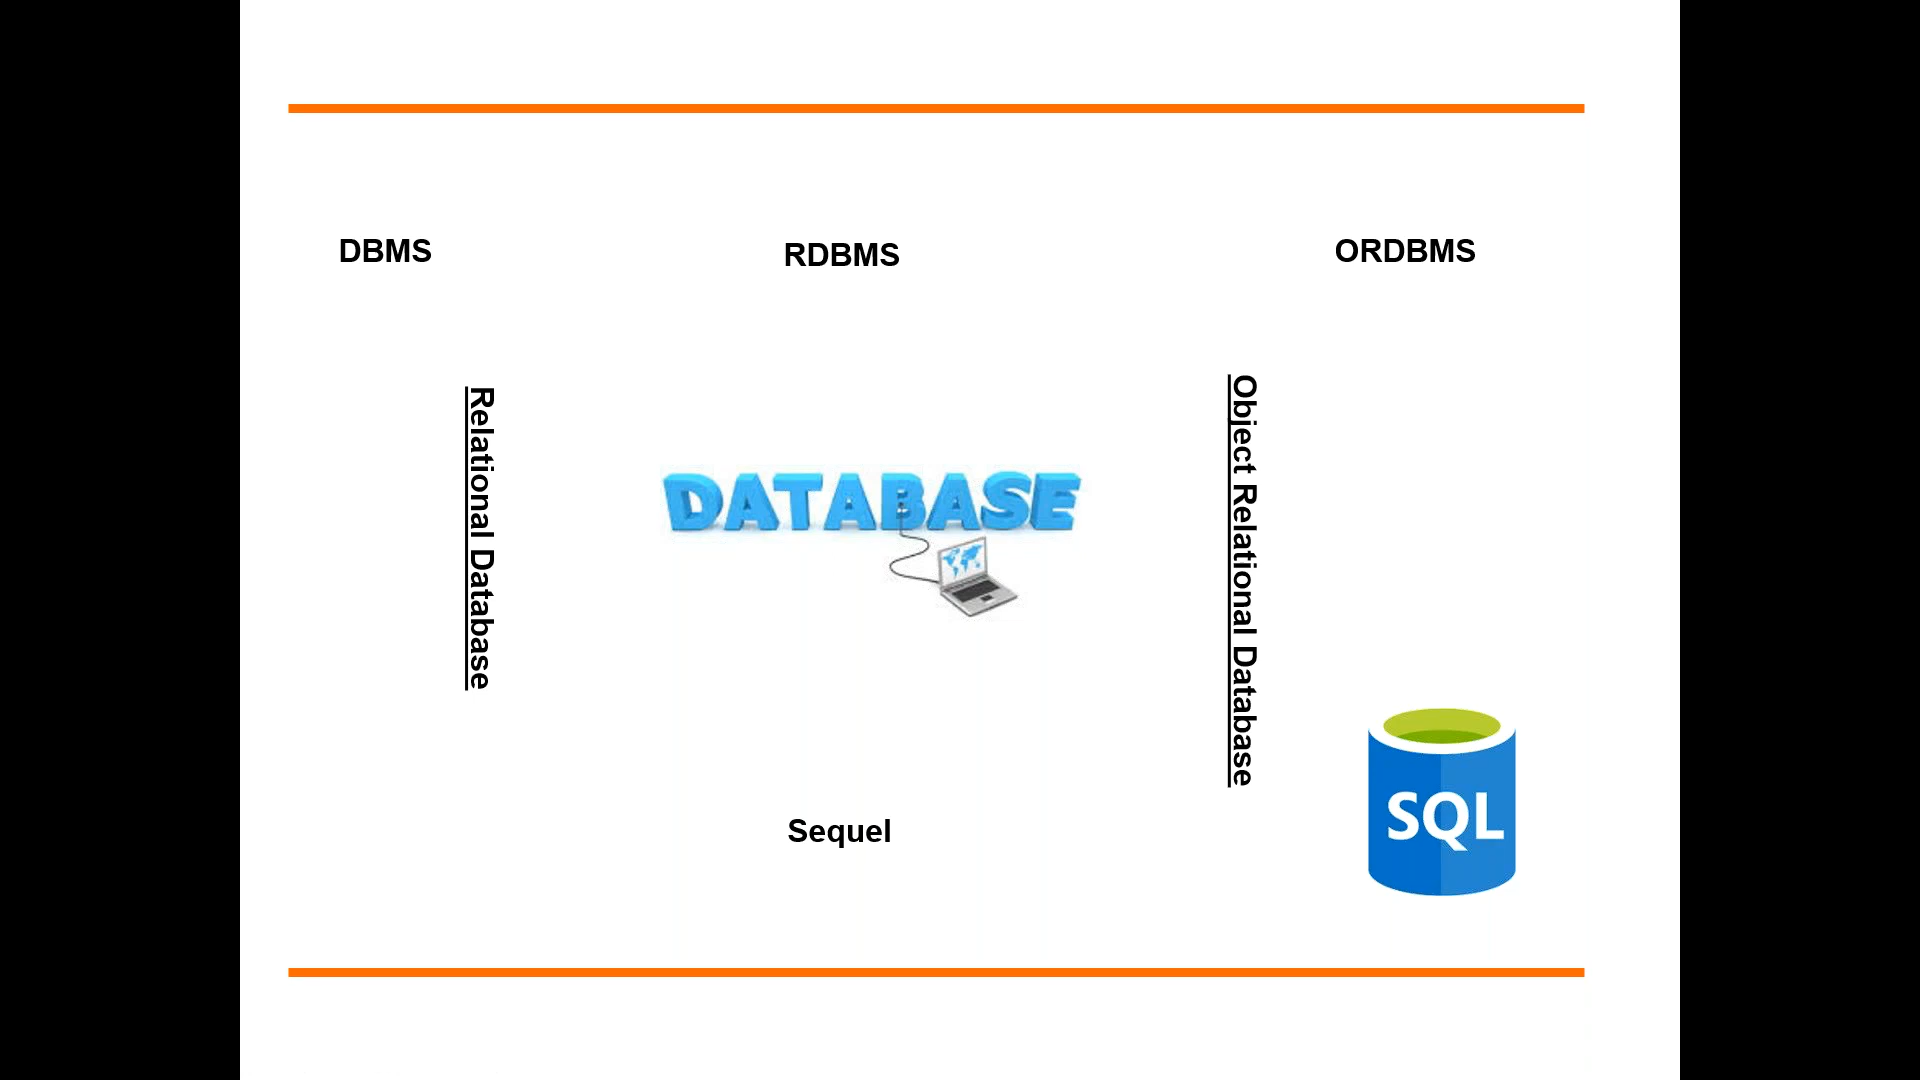 DBMS
RDBMS
ORDBMS
Relational Database
DATABASE
Object Relational Database
Sequel
SQL